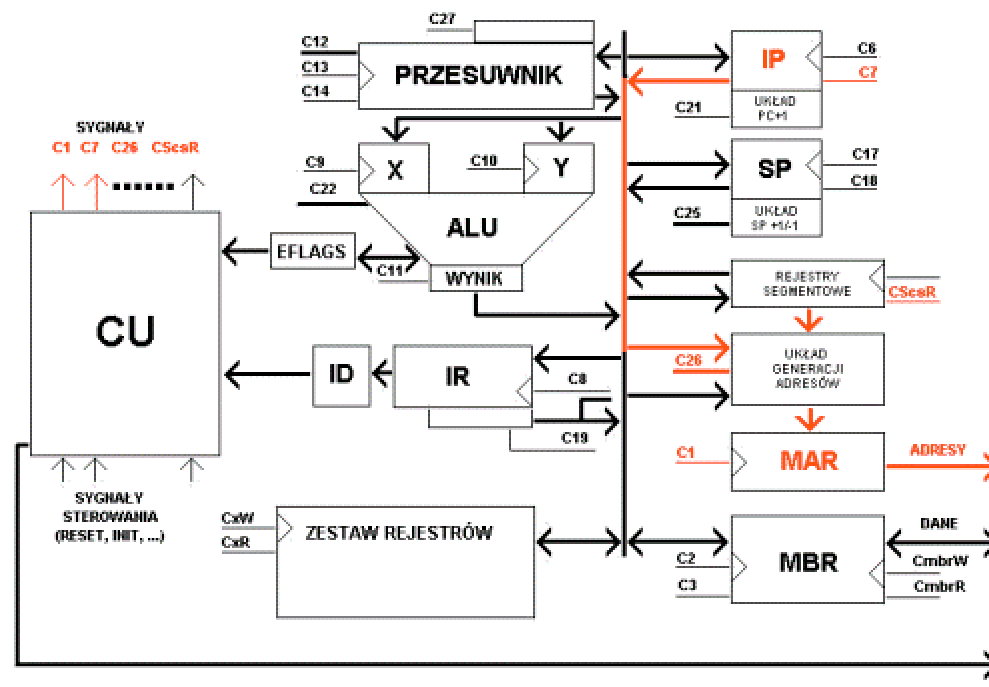 C27
C12
C13
C14
PRZESUWNIK
IP
C6
C7
C21
UKŁAD
PC+1
SYGNAŁY
C1 C7 C26 CScsR
C9
X
C10
Y
C22
ALU
SP
C17
C18
C25
UKŁAD
SP +1/-1
EFLAGS
C11
WYNIK
REJESTRY
SEGMENTOWE
CScsR
CU
ID
IR
C8
C19
C26
UKŁAD
GENERACJI
ADRESÓW
C1
MAR
ADRESY
SYGNAŁY
STEROWANIA
(RESET, INIT, ...)
CxW
CxR
ZESTAW REJESTRÓW
C2
C3
MBR
DANE
CmbrW
CmbrR